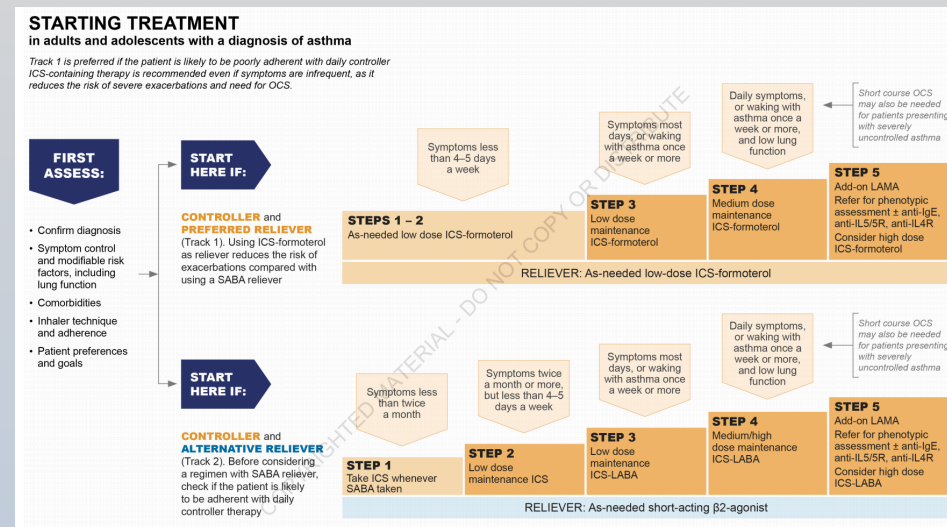 STARTING TREATMENT
in adults and adolescents with a diagnosis of asthma
Track 1 is preferred if the patient is likely to be poorly adherent with daily controller
ICS-containing therapy is recommended even if symptoms are infrequent, as it
reduces the risk of severe exacerbations and need for OCS.
FIRST
ASSESS:
• Confirm diagnosis
• Symptom control
and modifiable risk
factors, including
lung function
• Comorbidities
• Inhaler technique
and adherence
• Patient preferences
and goals
START
HERE IF:
CONTROLLER and
PREFERRED RELIEVER
(Track 1). Using ICS-formoterol
as reliever reduces the risk of
exacerbations compared with
using a SABA reliever
Symptoms less
than 4–5 days
a week
Symptoms most
days, or waking
with asthma once
a week or more
Daily symptoms,
or waking with
asthma once a
week or more,
and low lung
function
Short course OCS
may also be needed
for patients presenting
with severely
uncontrolled asthma
STEPS 1 – 2
As-needed low dose ICS-formoterol
STEP 3
Low dose
maintenance
ICS-formoterol
STEP 4
Medium dose
maintenance
ICS-formoterol
STEP 5
Add-on LAMA
Refer for phenotypic
assessment ± anti-IgE,
anti-IL5/5R, anti-IL4R
Consider high dose
ICS-formoterol
RELIEVER: As-needed low-dose ICS-formoterol
START
HERE IF:
CONTROLLER and
ALTERNATIVE RELIEVER
(Track 2). Before considering
a regimen with SABA reliever,
check if the patient is likely
to be adherent with daily
controller therapy
Symptoms less
than twice
a month
Symptoms twice
a month or more,
but less than 4–5
days a week
Symptoms most
days, or waking
with asthma once
a week or more
Daily symptoms,
or waking with
asthma once a
week or more,
and low lung
function
Short course OCS
may also be needed
for patients presenting
with severely
uncontrolled asthma
STEP 1
Take ICS whenever
SABA taken
STEP 2
Low dose
maintenance ICS
STEP 3
Low dose
maintenance
ICS-LABA
STEP 4
Medium/high
dose maintenance
ICS-LABA
STEP 5
Add-on LAMA
Refer for phenotypic
assessment ± anti-IgE,
anti-IL5/5R, anti-IL4R
Consider high dose
ICS-LABA
RELIEVER: As-needed short-acting β2-agonist
COPYRIGHTED MATERIAL - DO NOT COPY OR DISTRIBUTE